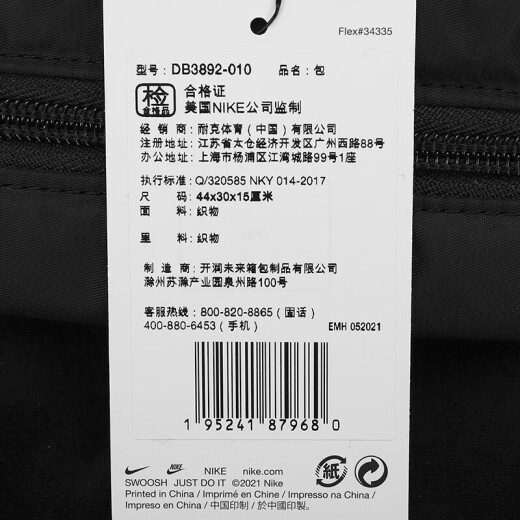 Flex#34335
型号: DB3892-010 品名: 包
检 合格品
合格证
美国NIKE公司监制
经 销 商: 耐克体育（中国）有限公司
注册地址: 江苏省太仓经济开发区广州西路88号
办公地址: 上海市杨浦区江湾城路99号1座
执行标准: Q/320585 NKY 014-2017
尺 码: 44x30x15厘米
面 料: 织物
里 料: 织物
制 造 商: 开润未来箱包制品有限公司
滁州苏滁产业园泉州路100号
客服热线: 800-820-8865（固话）
400-880-6453（手机）
EMH 052021
1 95241 87968 0
NIKE NIKE nike.com 紙
SWOOSH JUST DO IT ©2021 Nike
Printed in China / Imprimé en Chine / Impresso na China /
Impreso en China / 中国印制 / 於中國印製